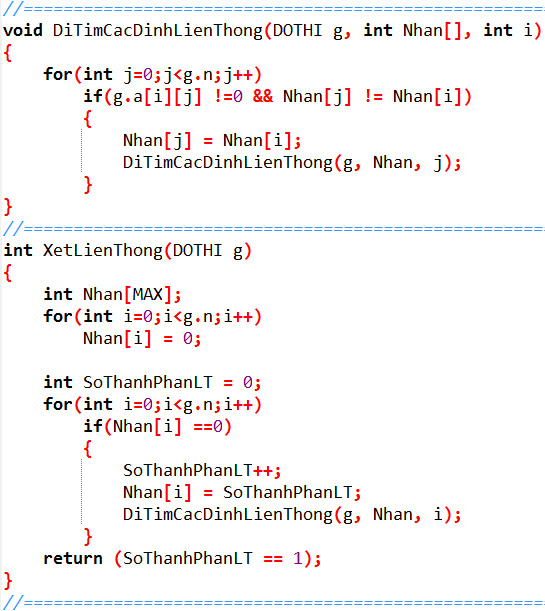 //====================================================
void DiTimCacDinhLienThong(DOTHI g, int Nhan[], int i)
{
    for(int j=0;j<g.n;j++)
        if(g.a[i][j] !=0 && Nhan[j] != Nhan[i])
        {
            Nhan[j] = Nhan[i];
            DiTimCacDinhLienThong(g, Nhan, j);
        }
}
//====================================================
int XetLienThong(DOTHI g)
{
    int Nhan[MAX];
    for(int i=0;i<g.n;i++)
        Nhan[i] = 0;

    int SoThanhPhanLT = 0;
    for(int i=0;i<g.n;i++)
        if(Nhan[i] ==0)
        {
            SoThanhPhanLT++;
            Nhan[i] = SoThanhPhanLT;
            DiTimCacDinhLienThong(g, Nhan, i);
        }
    return (SoThanhPhanLT == 1);
}
//====================================================